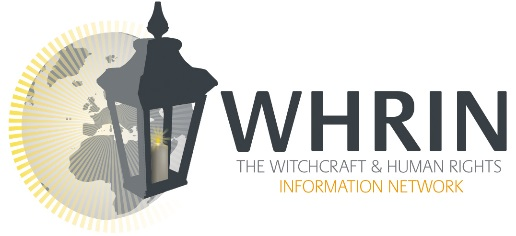 WHRIN
THE WITCHCRAFT & HUMAN RIGHTS
INFORMATION NETWORK